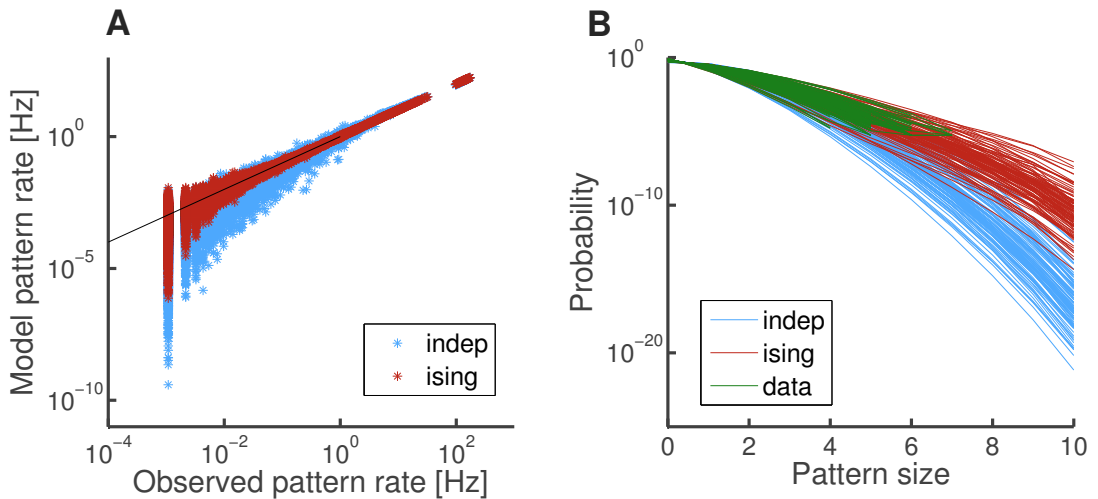 A
Model pattern rate [Hz]
10^0
10^-5
10^-10
10^-4
10^-2
10^0
10^2
Observed pattern rate [Hz]
indep
ising
B
Probability
10^0
10^-10
10^-20
0
2
4
6
8
10
Pattern size
indep
ising
data